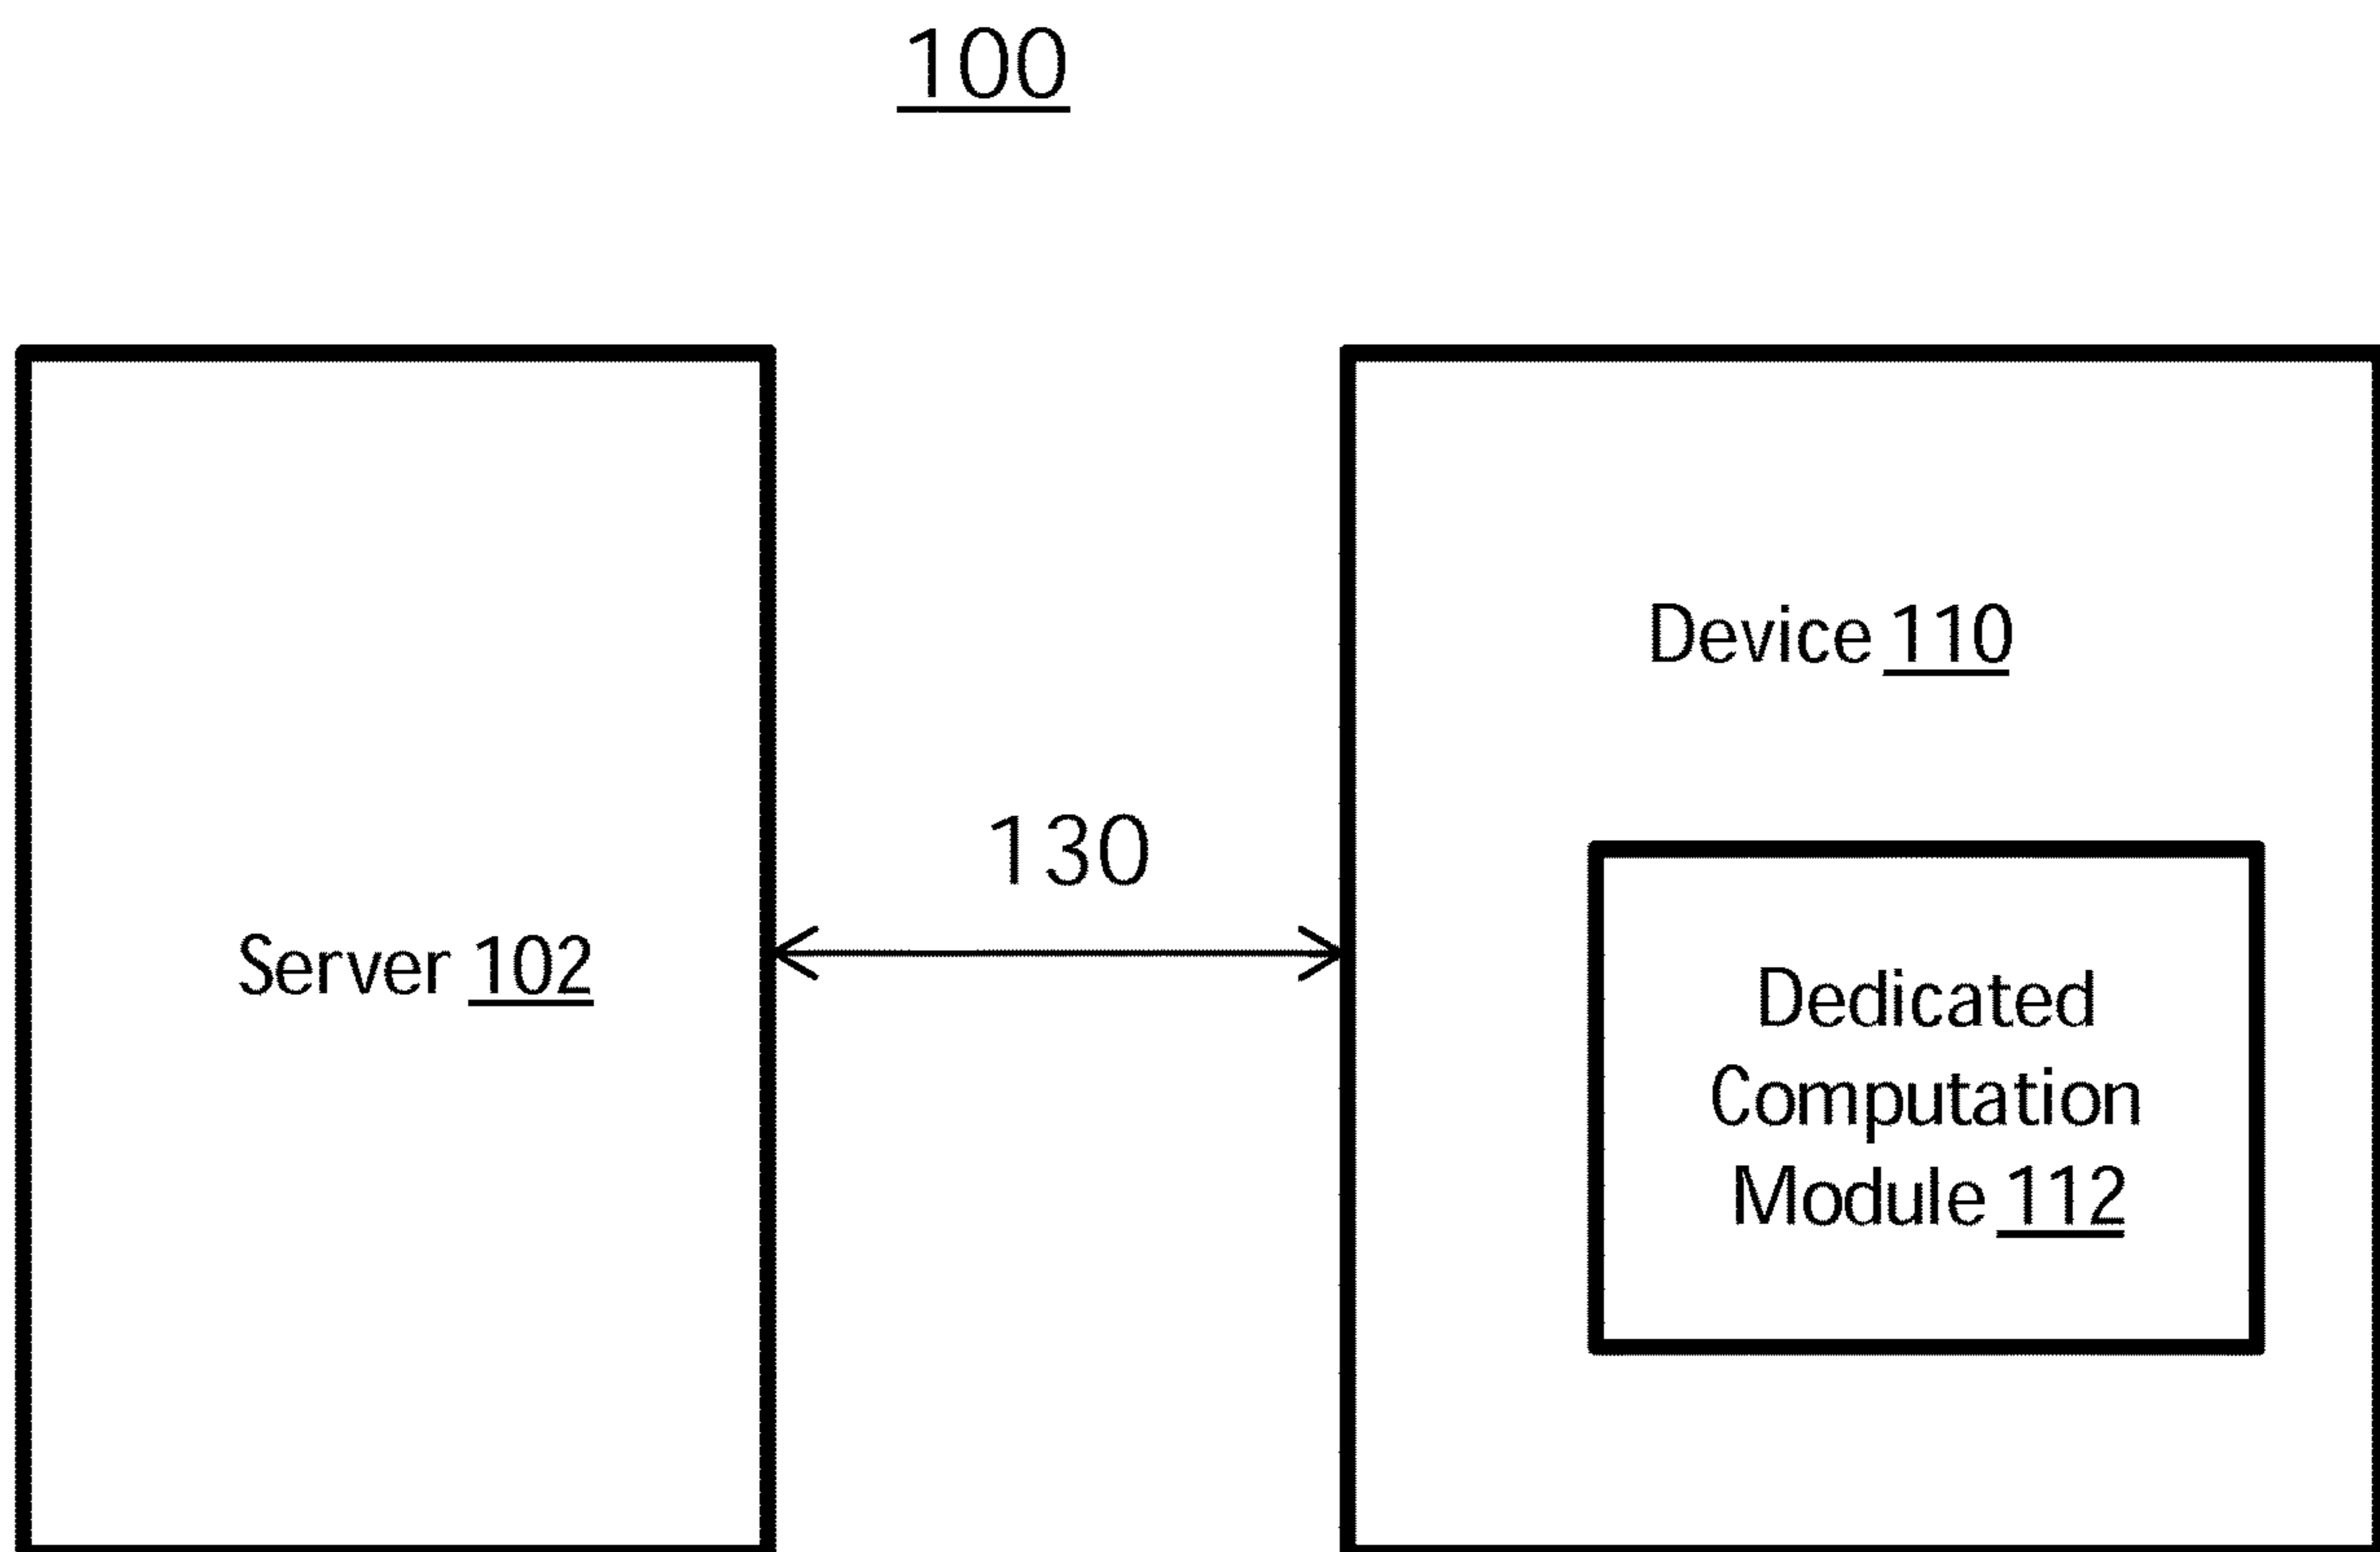 100
Device 110
130
Server 102
Dedicated
Computation
Module 112